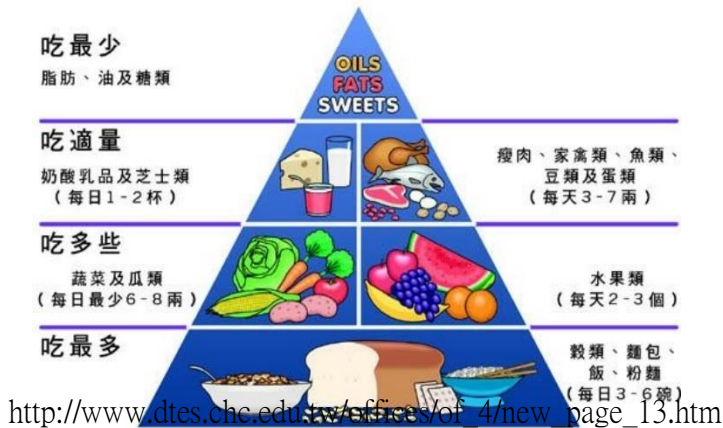 吃最少
脂肪、油及糖類
OILS
FATS
SWEETS
吃適量
奶酸乳品及芝士類
(每日1-2杯)
瘦肉、家禽類、魚類、
豆類及蛋類
(每天3-7兩)
吃多些
蔬菜及瓜類
(每日最少6-8兩)
水果類
(每天2-3個)
吃最多
穀類、麵包、
飯、粉麵
(每日3-6碗)
http://www.dtes.chc.edu.tw/offices/of_4/new_page_13.htm